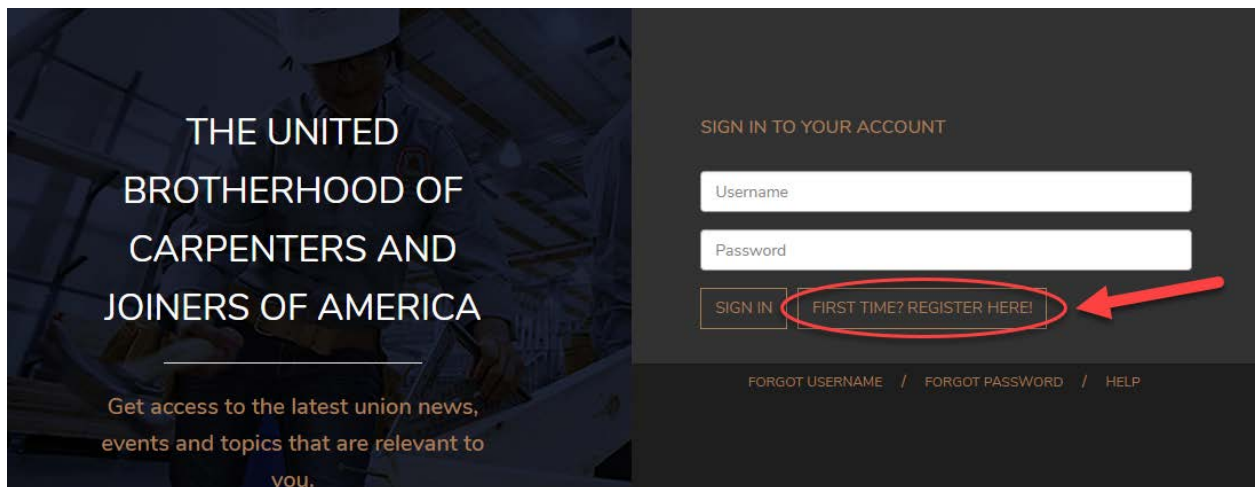 THE UNITED
BROTHERHOOD OF
CARPENTERS AND
JOINERS OF AMERICA
Get access to the latest union news,
events and topics that are relevant to
you.
SIGN IN TO YOUR ACCOUNT
Username
Password
SIGN IN FIRST TIME? REGISTER HERE!
FORGOT USERNAME / FORGOT PASSWORD / HELP